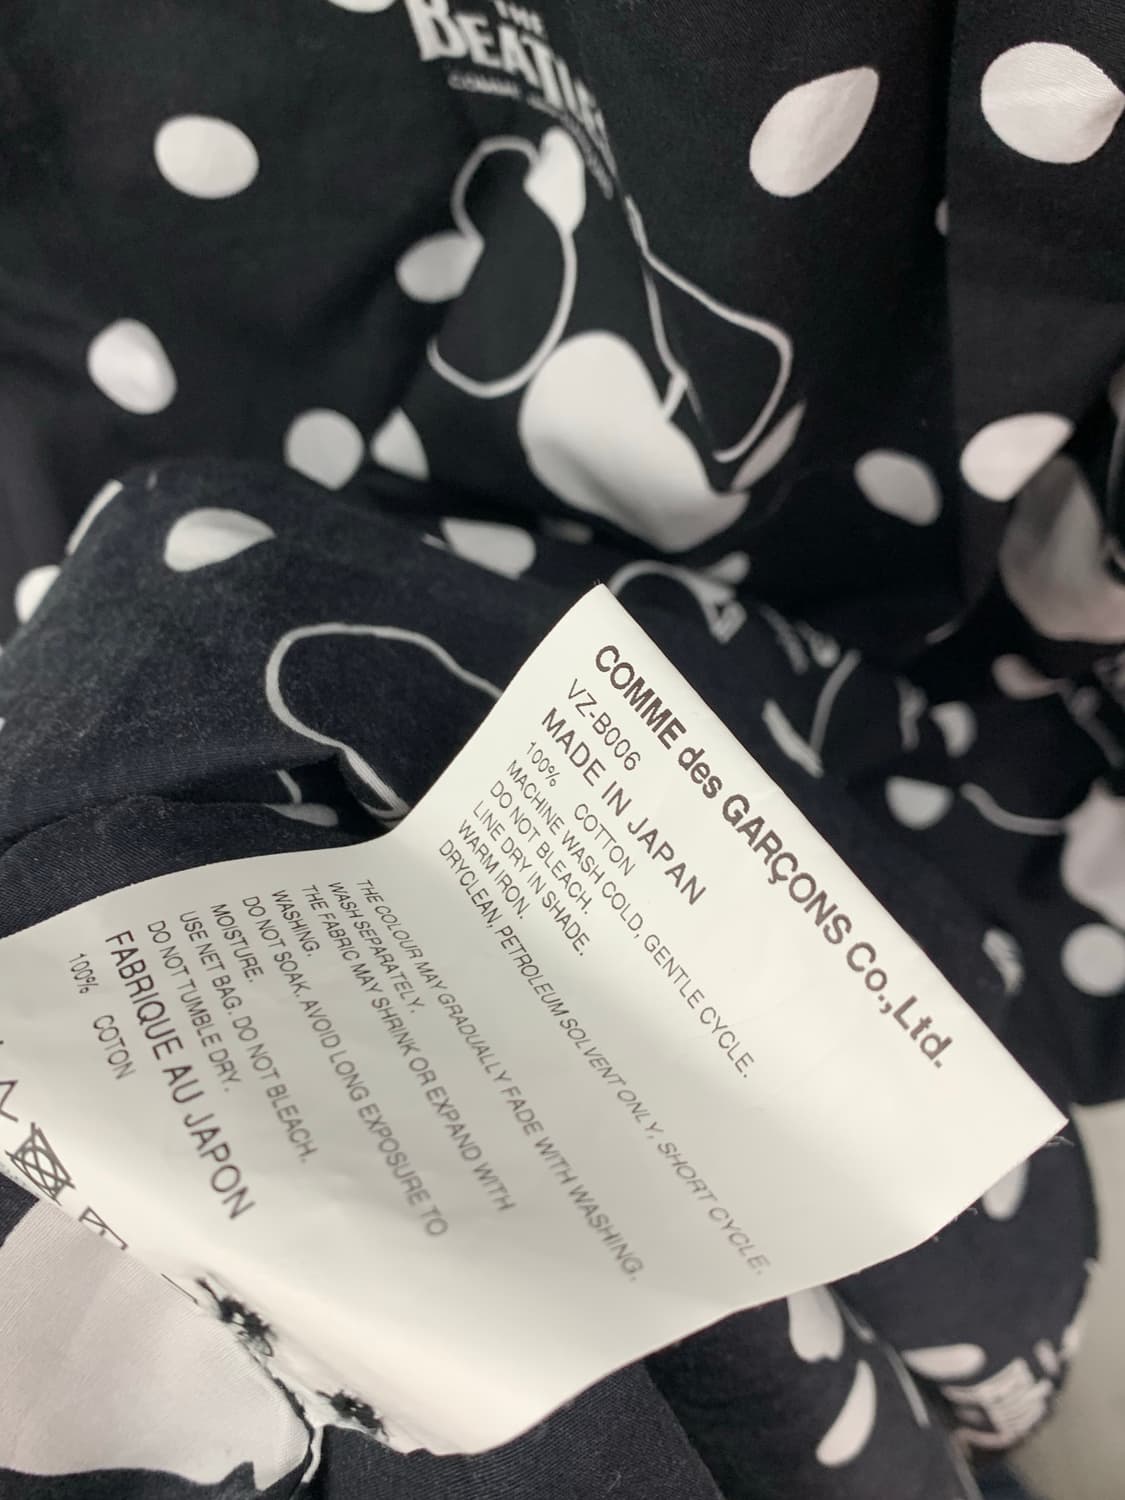 THE
BEATLES
COMME
COMME des GARÇONS Co.,Ltd.
VZ-B006
MADE IN JAPAN
100% COTTON
MACHINE WASH COLD, GENTLE CYCLE.
DO NOT BLEACH.
LINE DRY IN SHADE.
WARM IRON.
DRYCLEAN, PETROLEUM SOLVENT ONLY, SHORT CYCLE.
THE COLOUR MAY GRADUALLY FADE WITH WASHING.
WASH SEPARATELY.
THE FABRIC MAY SHRINK OR EXPAND WITH
WASHING.
DO NOT SOAK. AVOID LONG EXPOSURE TO
MOISTURE.
USE NET BAG. DO NOT BLEACH.
DO NOT TUMBLE DRY.
FABRIQUE AU JAPON
100% COTON